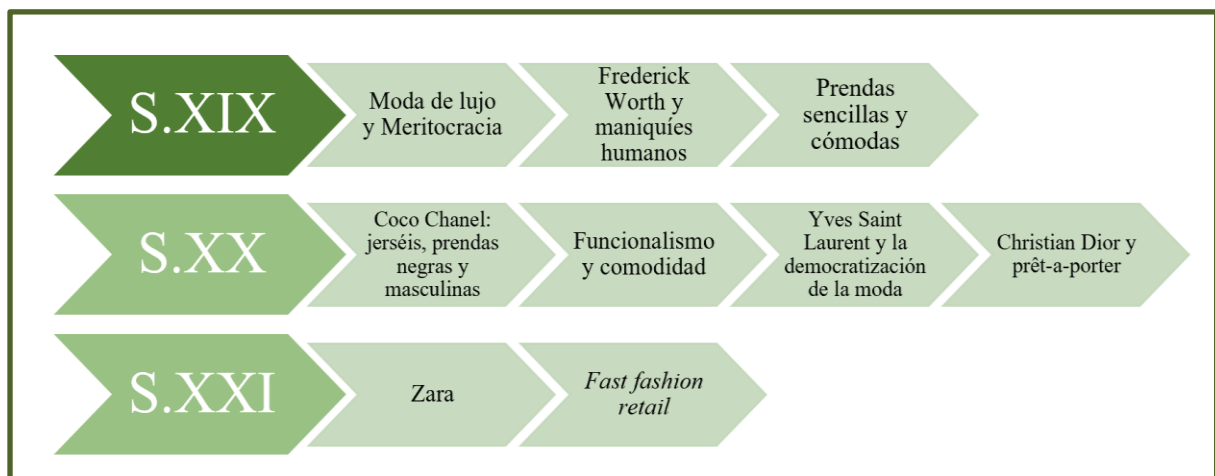 S.XIX
Moda de lujo
y Meritocracia
Frederick
Worth y
maniquíes
humanos
Prendas
sencillas y
cómodas
S.XX
Coco Chanel:
jerséis, prendas
negras y
masculinas
Funcionalismo
y comodidad
Yves Saint
Laurent y la
democratización
de la moda
Christian Dior y
prêt-a-porter
S.XXI
Zara
Fast fashion
retail